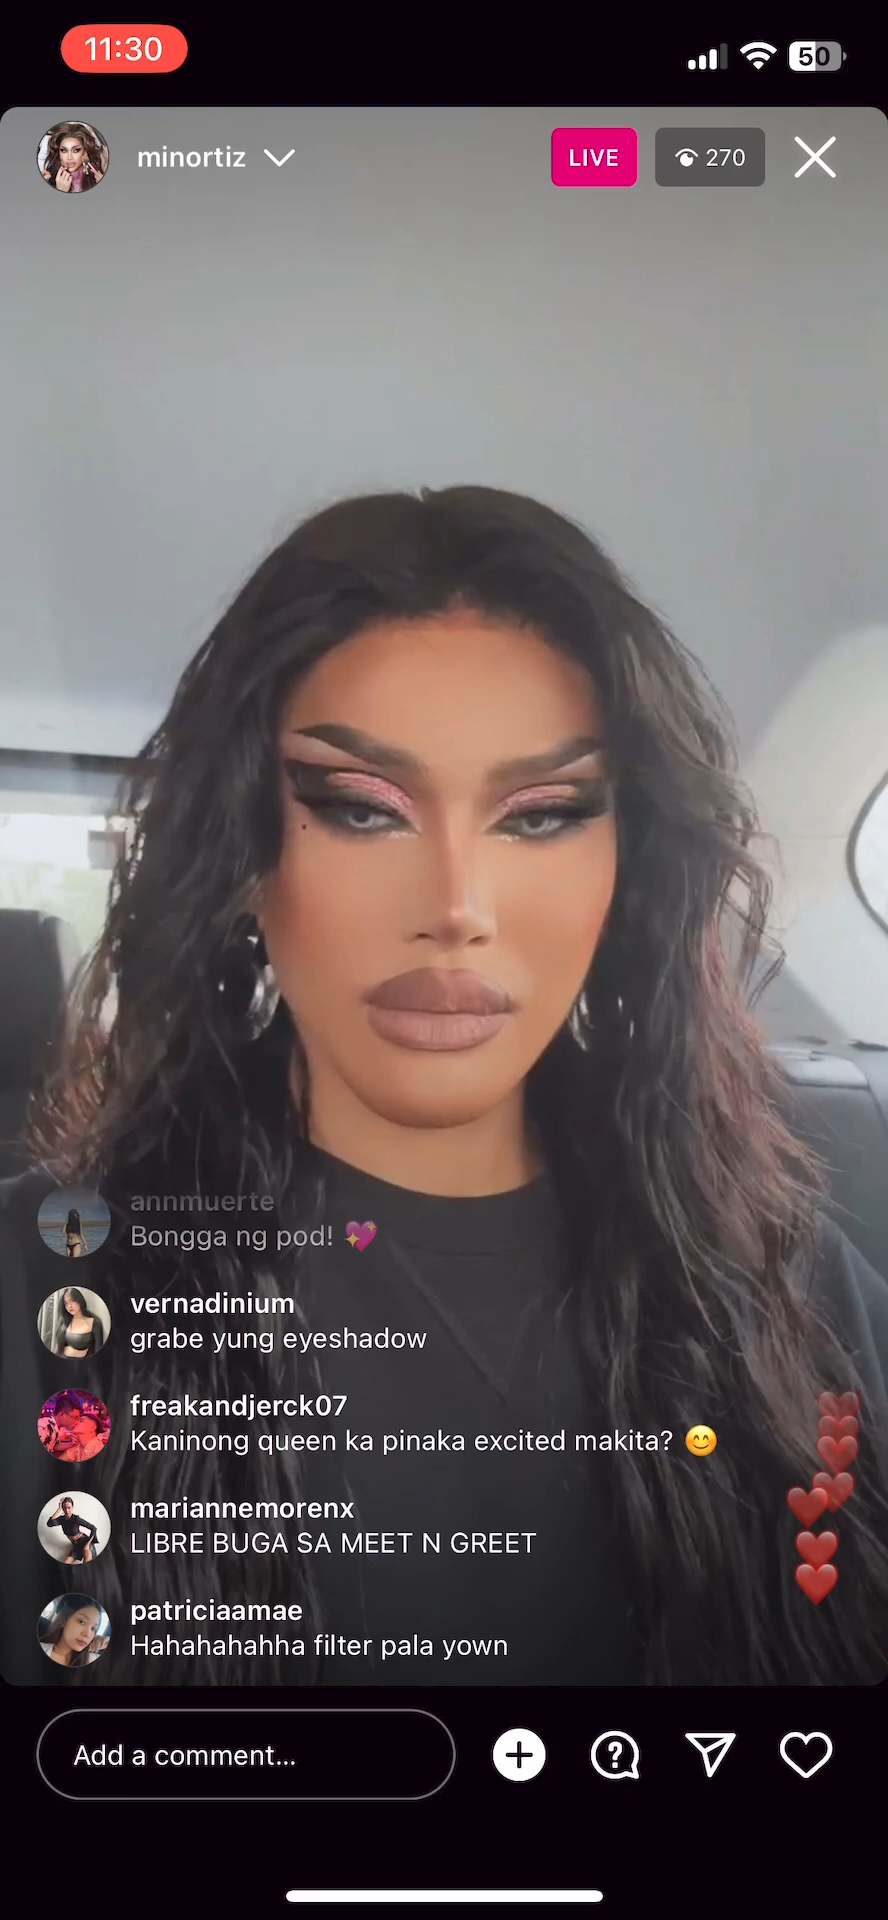 11:30
50
minortiz
LIVE
270
annmuerte
Bongga ng pod! 💖
vernadinium
grabe yung eyeshadow
freakandjerck07
Kaninong queen ka pinaka excited makita? 😊
mariannemorenx
LIBRE BUGA SA MEET N GREET
patriciaamae
Hahahahahha filter pala yown
Add a comment...